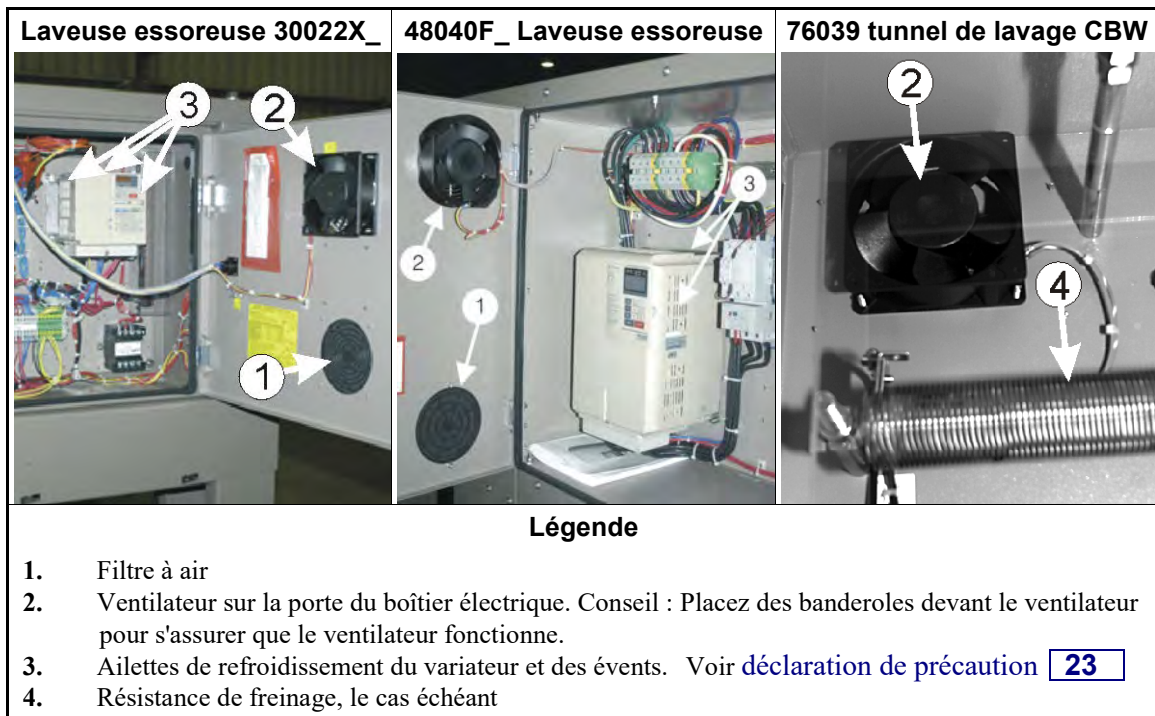 Laveuse essoreuse 30022X_
48040F_ Laveuse essoreuse
76039 tunnel de lavage CBW
3
2
1
3
2
1
2
4
Légende
1. Filtre à air
2. Ventilateur sur la porte du boîtier électrique. Conseil : Placez des banderoles devant le ventilateur
pour s'assurer que le ventilateur fonctionne.
3. Ailettes de refroidissement du variateur et des évents. Voir déclaration de précaution 23
4. Résistance de freinage, le cas échéant